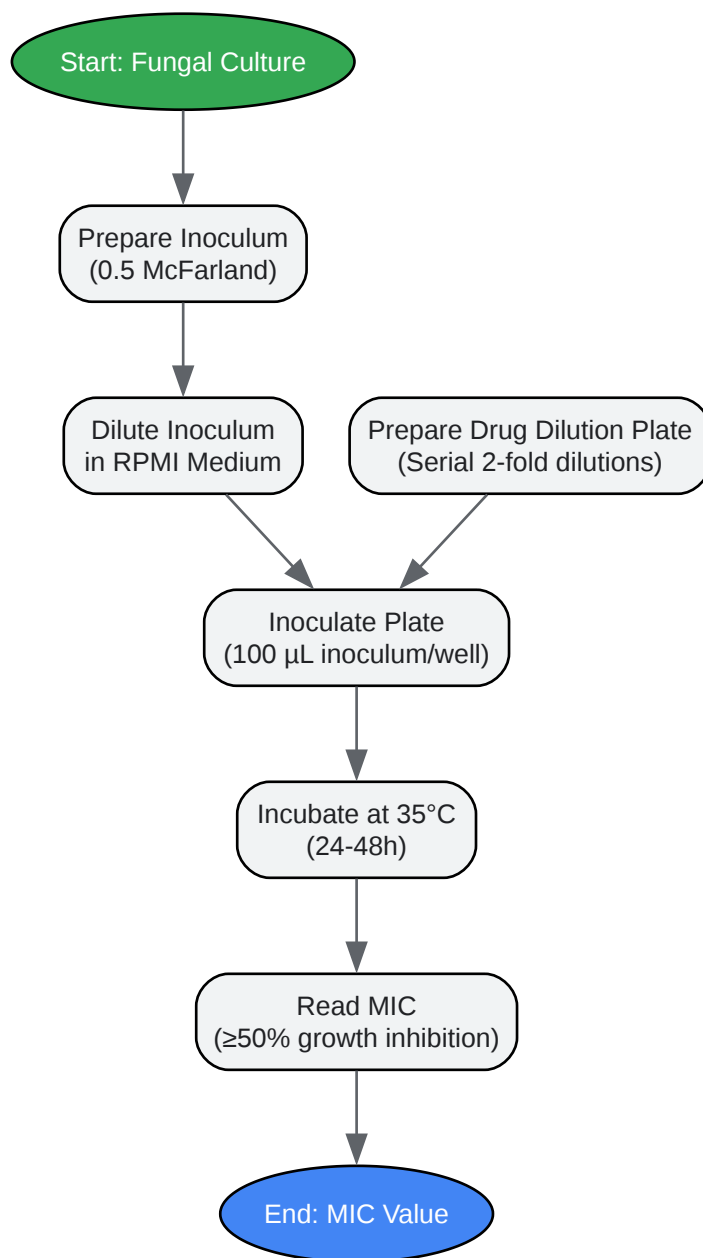 Start: Fungal Culture
Prepare Inoculum
(0.5 McFarland)
Dilute Inoculum
in RPMI Medium
Prepare Drug Dilution Plate
(Serial 2-fold dilutions)
Inoculate Plate
(100 µL inoculum/well)
Incubate at 35°C
(24-48h)
Read MIC
(≥50% growth inhibition)
End: MIC Value